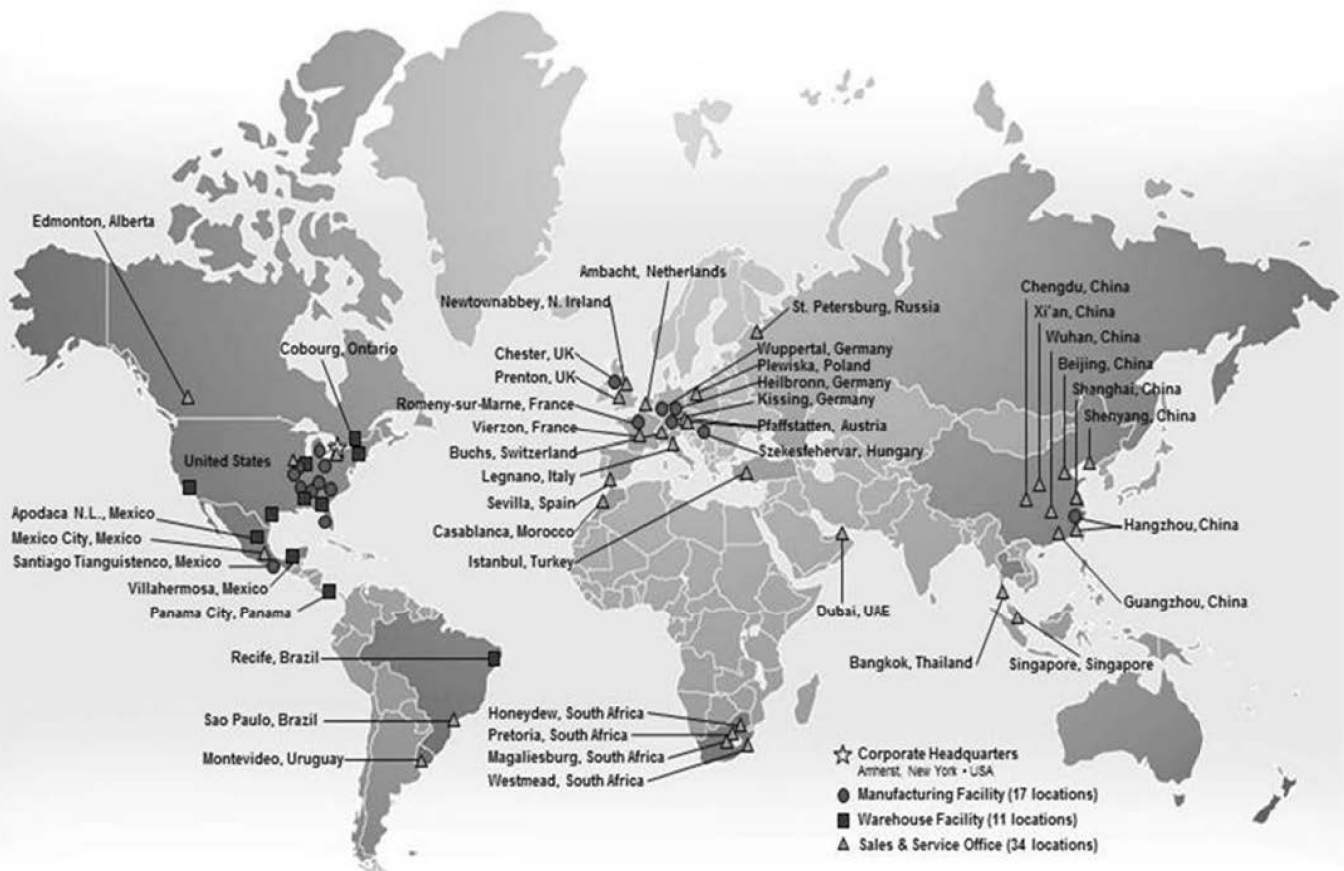 Edmonton, Alberta
Cobourg, Ontario
United States
Apodaca N.L., Mexico
Mexico City, Mexico
Santiago Tianguistenco, Mexico
Villahermosa, Mexico
Panama City, Panama
Recife, Brazil
Sao Paulo, Brazil
Montevideo, Uruguay
Ambacht, Netherlands
Newtownabbey, N. Ireland
Chester, UK
Prenton, UK
Romeny-sur-Marne, France
Vierzon, France
Buchs, Switzerland
Legnano, Italy
Sevilla, Spain
Casablanca, Morocco
Istanbul, Turkey
St. Petersburg, Russia
Wuppertal, Germany
Plewiska, Poland
Heilbronn, Germany
Kissing, Germany
Pfaffstatten, Austria
Szekesfehervar, Hungary
Dubai, UAE
Chengdu, China
Xi'an, China
Wuhan, China
Beijing, China
Shanghai, China
Shenyang, China
Hangzhou, China
Guangzhou, China
Bangkok, Thailand
Singapore, Singapore
Honeydew, South Africa
Pretoria, South Africa
Magaliesburg, South Africa
Westmead, South Africa
Corporate Headquarters
Amherst, New York • USA
Manufacturing Facility (17 locations)
Warehouse Facility (11 locations)
Sales & Service Office (34 locations)